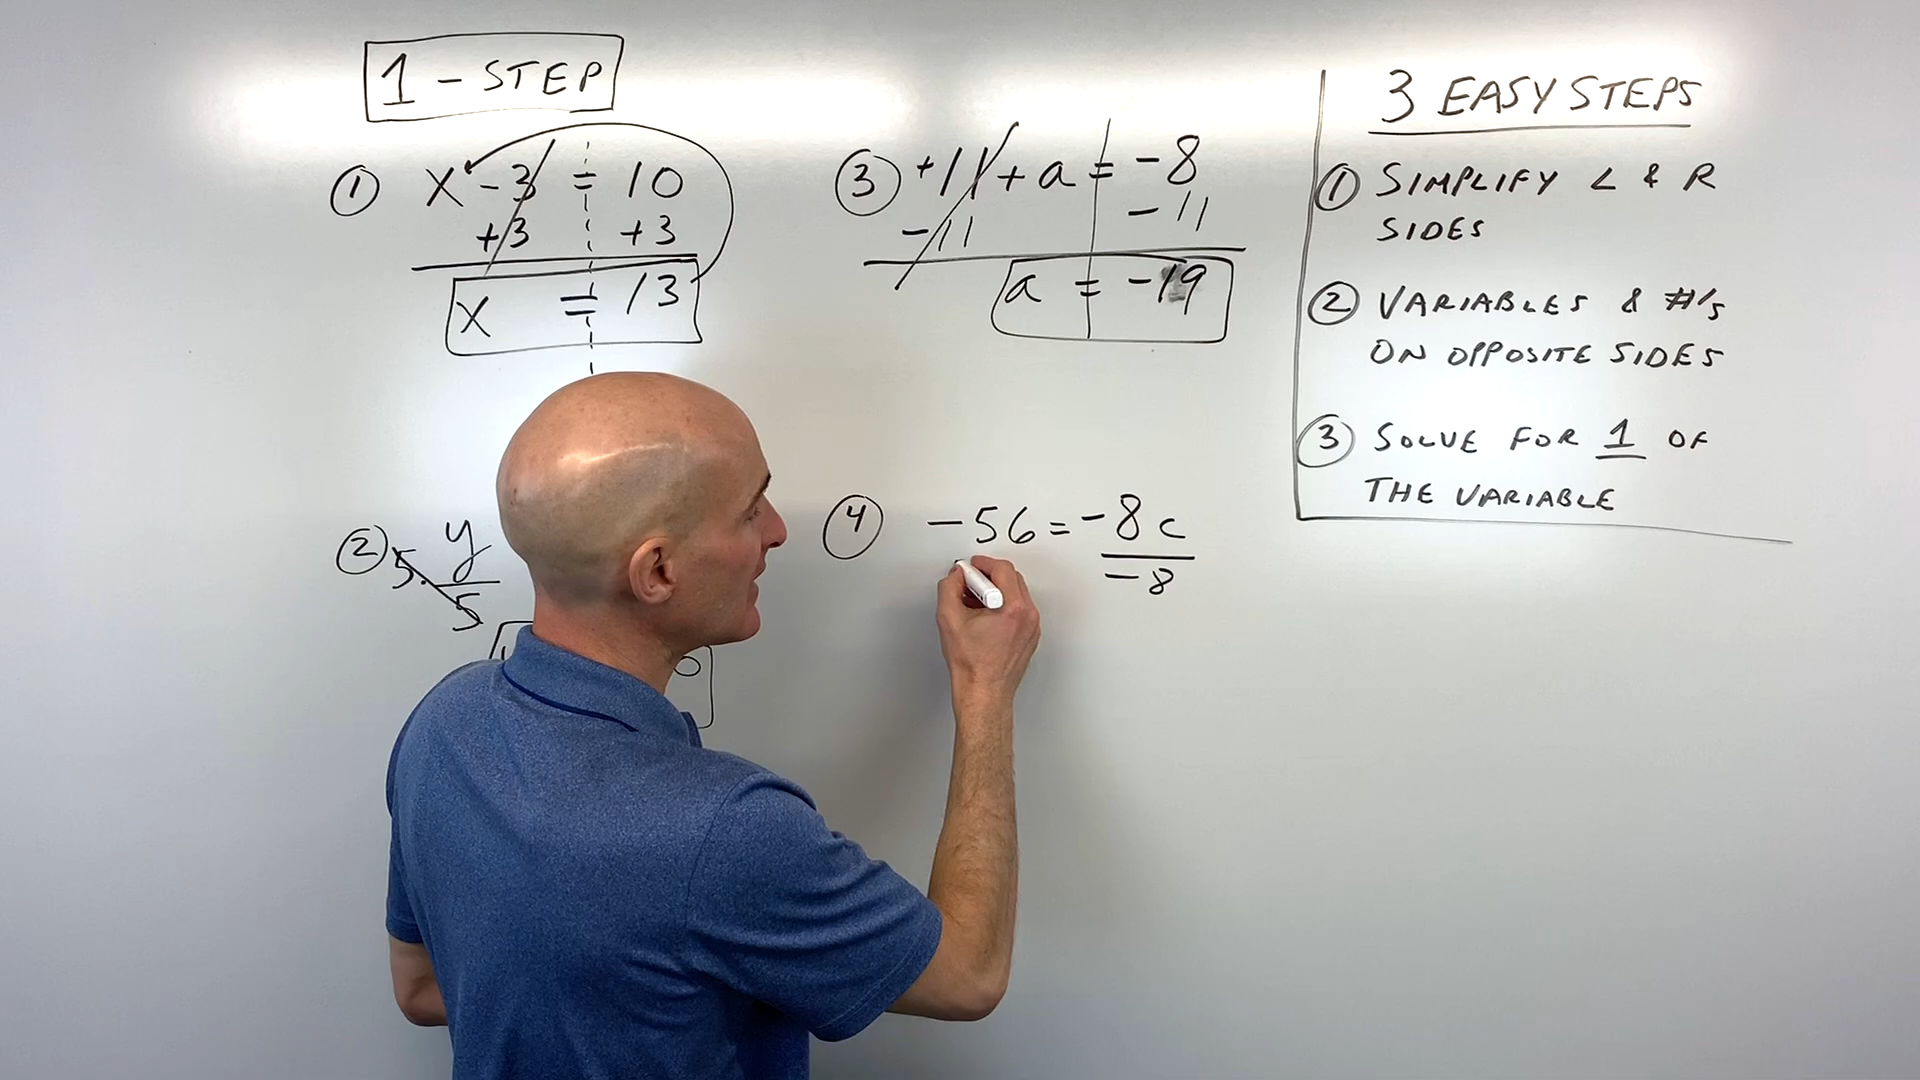 1 - STEP
① x - 3 = 10
+3 +3
x = 13
② 5 · y
5
③ +11 + a = -8
-11 -11
a = -19
④ -56 = -8c
-8
3 EASY STEPS
① SIMPLIFY L & R
SIDES
② VARIABLES & #'s
ON OPPOSITE SIDES
③ SOLVE FOR 1 OF
THE VARIABLE